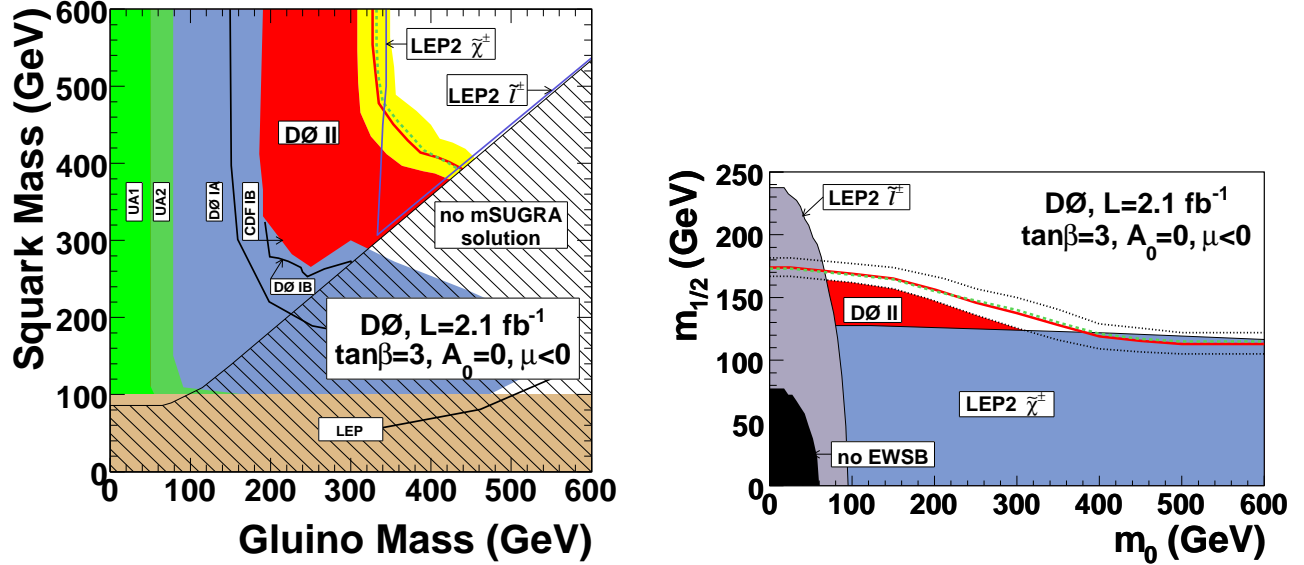 Squark Mass (GeV)
600
500
400
300
200
100
0
0 100 200 300 400 500 600
Gluino Mass (GeV)
UA1
UA2
DØ IA
CDF IB
DØ IB
DØ II
LEP2 χ̃±
LEP2 l̃±
no mSUGRA
solution
DØ, L=2.1 fb-1
tanβ=3, A0=0, μ<0
LEP
m1/2 (GeV)
250
200
150
100
50
0
0 100 200 300 400 500 600
m0 (GeV)
LEP2 l̃±
DØ, L=2.1 fb-1
tanβ=3, A0=0, μ<0
DØ II
LEP2 χ̃±
no EWSB